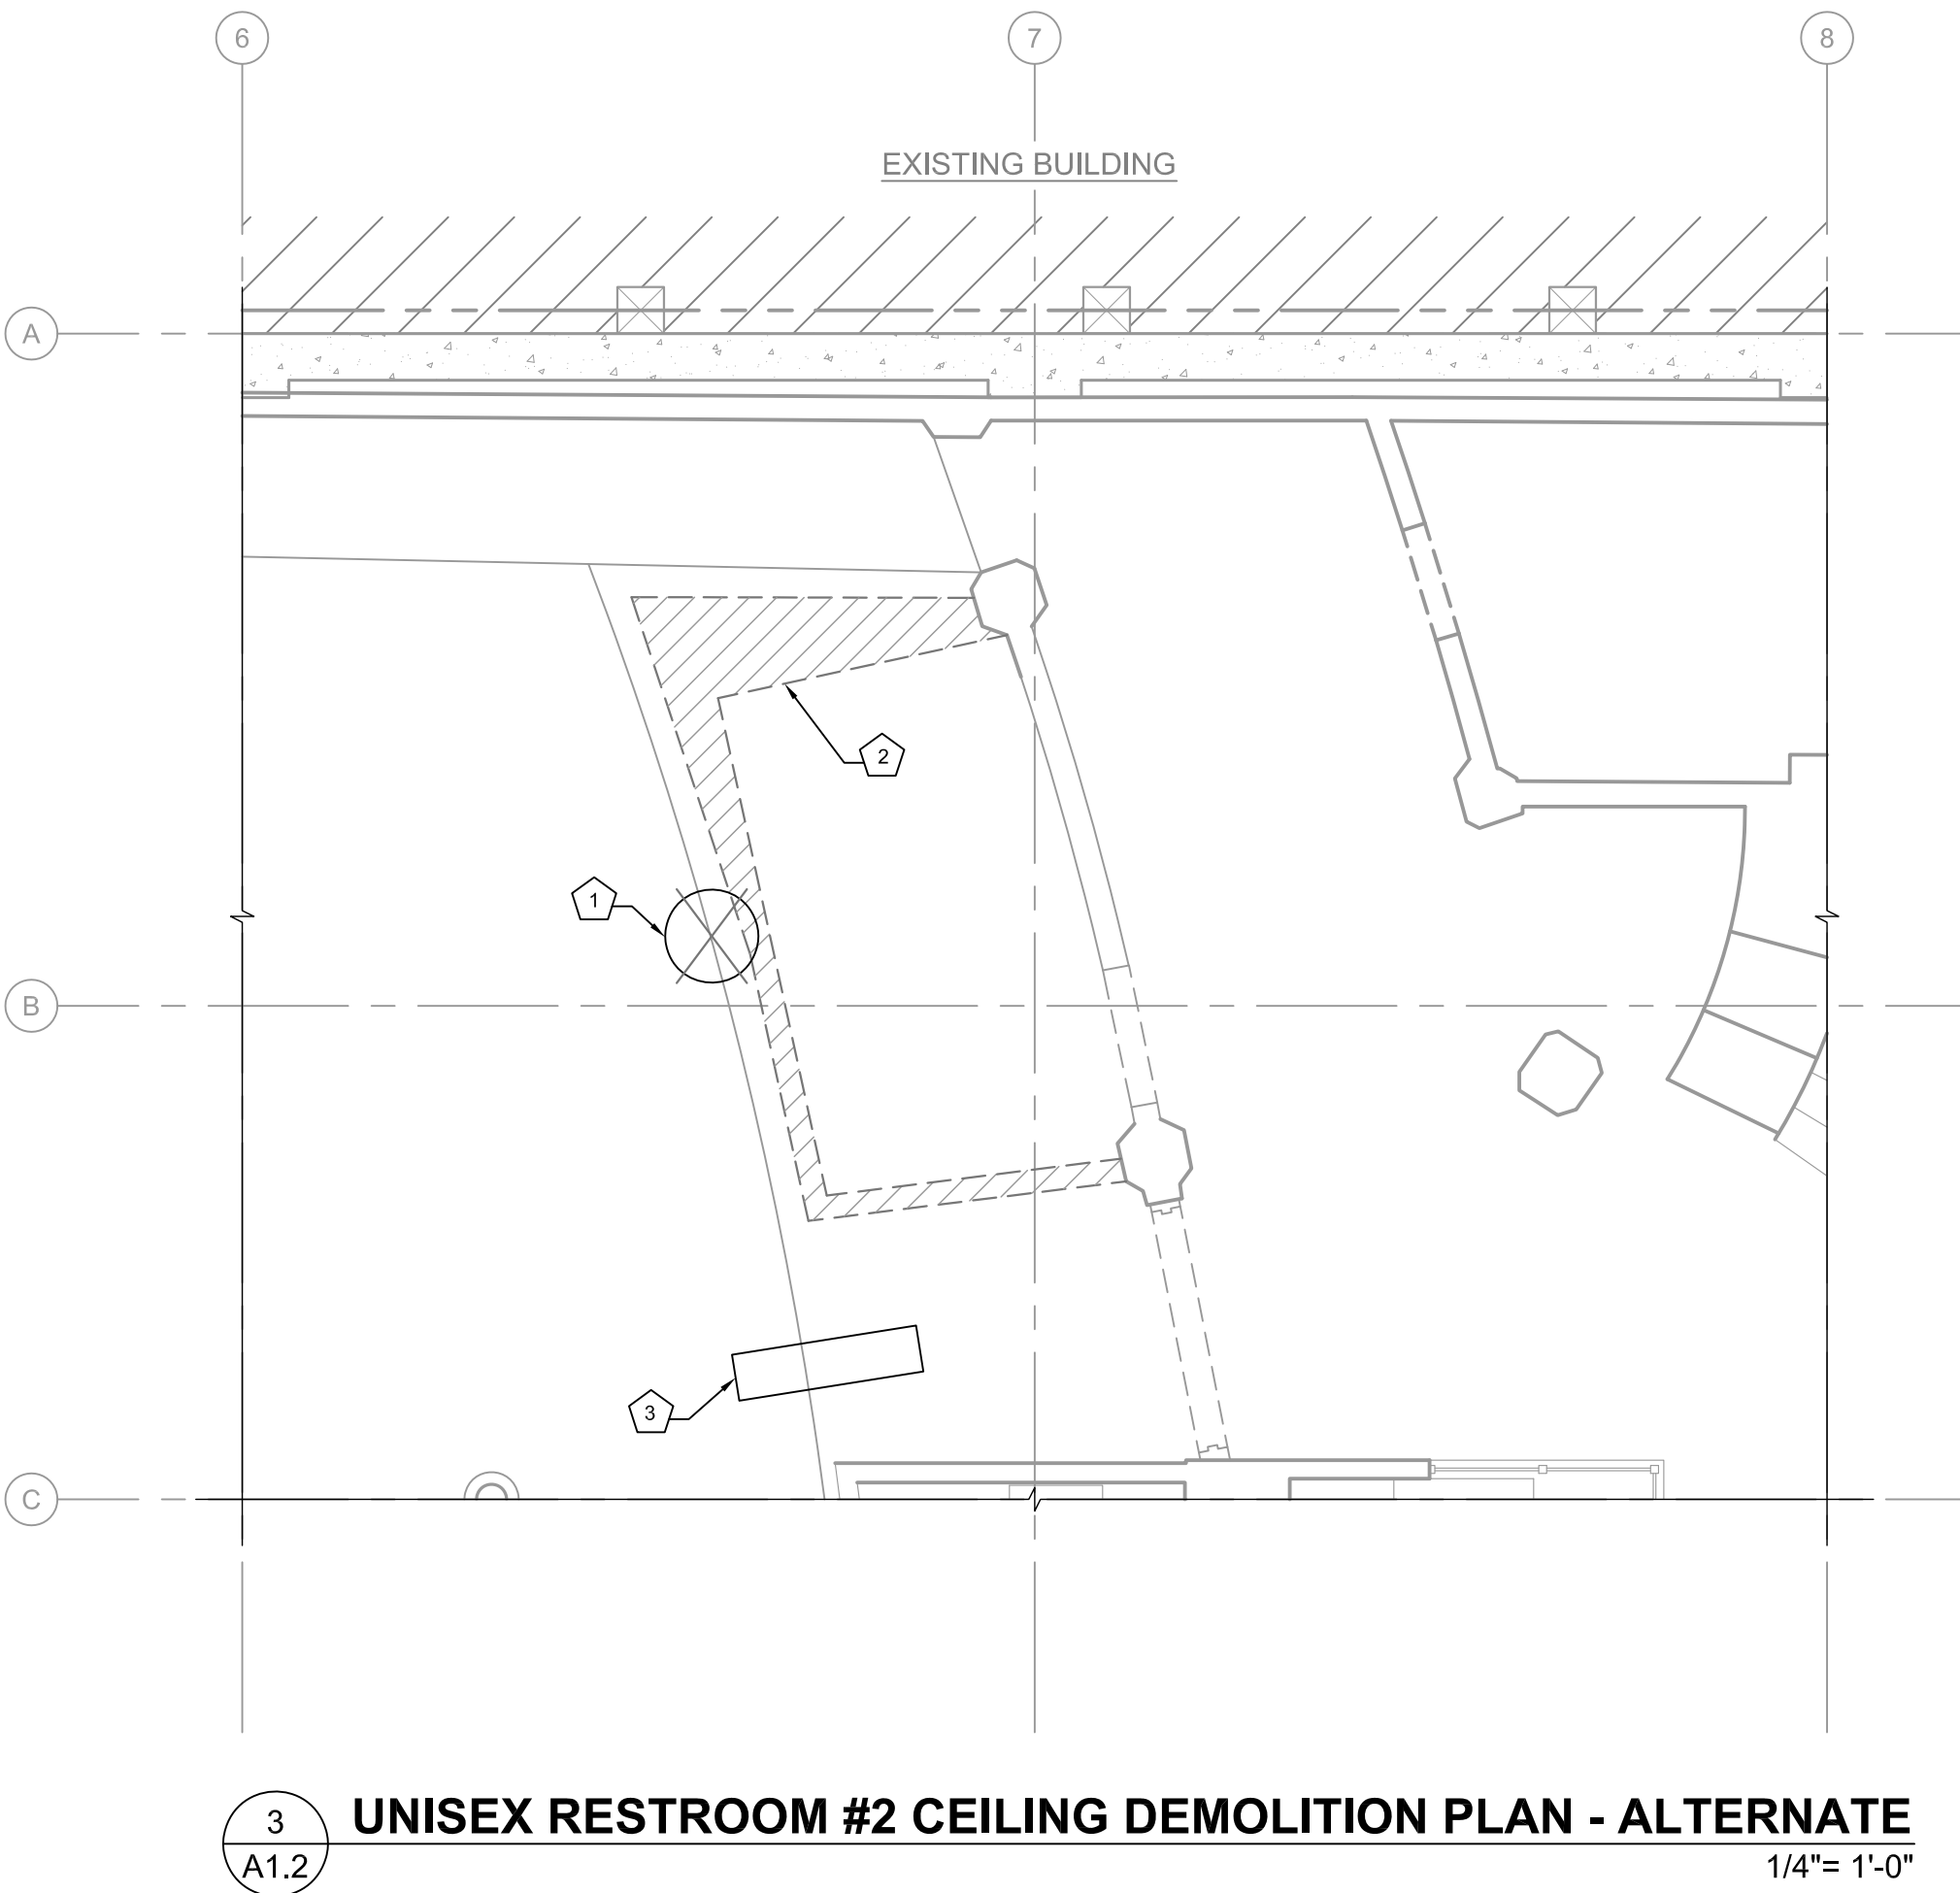 6
7
8
EXISTING BUILDING
A
2
1
B
3
C
3
A1.2
UNISEX RESTROOM #2 CEILING DEMOLITION PLAN - ALTERNATE
1/4"= 1'-0"